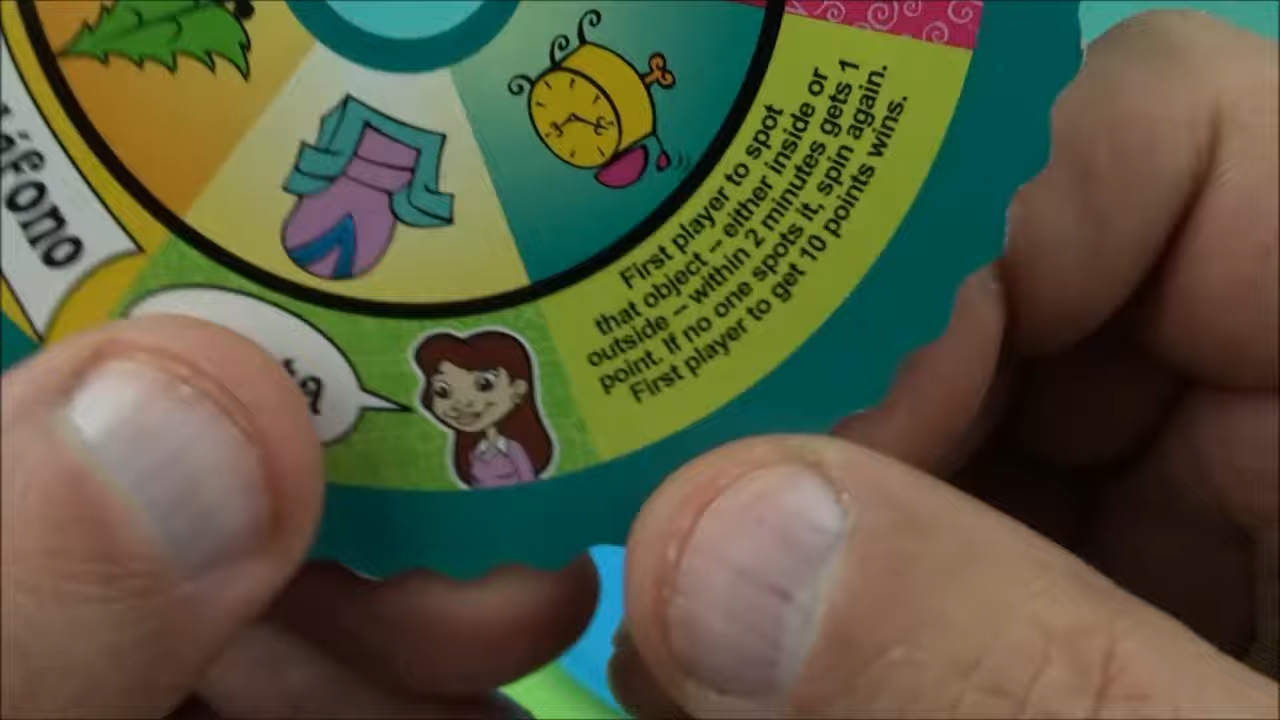 First player to spot
that object – either inside or
outside – within 2 minutes gets 1
point. If no one spots it, spin again.
First player to get 10 points wins.